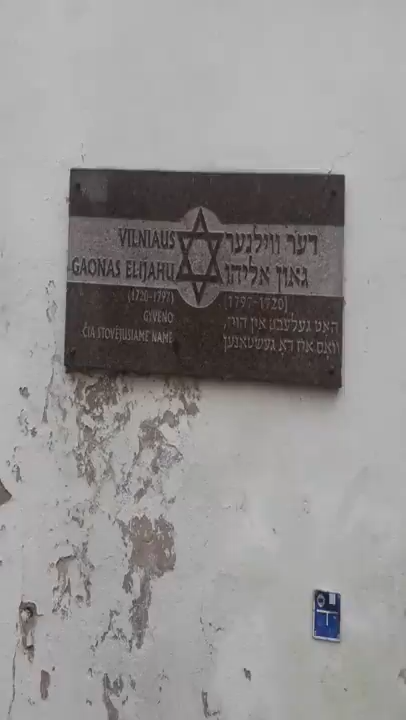 VILNIAUS
GAONAS ELIJAHU
(1720-1797)
GYVENO
ČIA STOVĖJUSIAME NAME
דער ווילנער
גאון אליהו
(1797-1720)
האט געלעבט אין הויז,
וואס איז דא געשטאנען